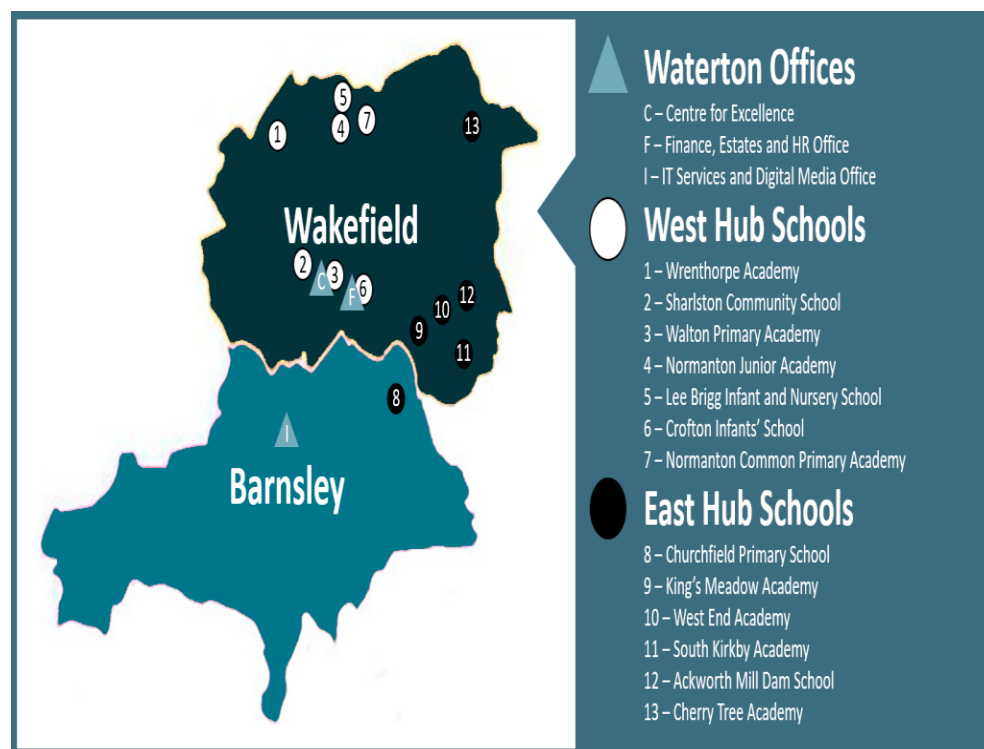 5
4
7
1
13
Wakefield
2
C
3
F
6
12
10
9
11
8
I
Barnsley
Waterton Offices
C – Centre for Excellence
F – Finance, Estates and HR Office
I – IT Services and Digital Media Office
West Hub Schools
1 – Wrenthorpe Academy
2 – Sharlston Community School
3 – Walton Primary Academy
4 – Normanton Junior Academy
5 – Lee Brigg Infant and Nursery School
6 – Crofton Infants’ School
7 – Normanton Common Primary Academy
East Hub Schools
8 – Churchfield Primary School
9 – King’s Meadow Academy
10 – West End Academy
11 – South Kirkby Academy
12 – Ackworth Mill Dam School
13 – Cherry Tree Academy